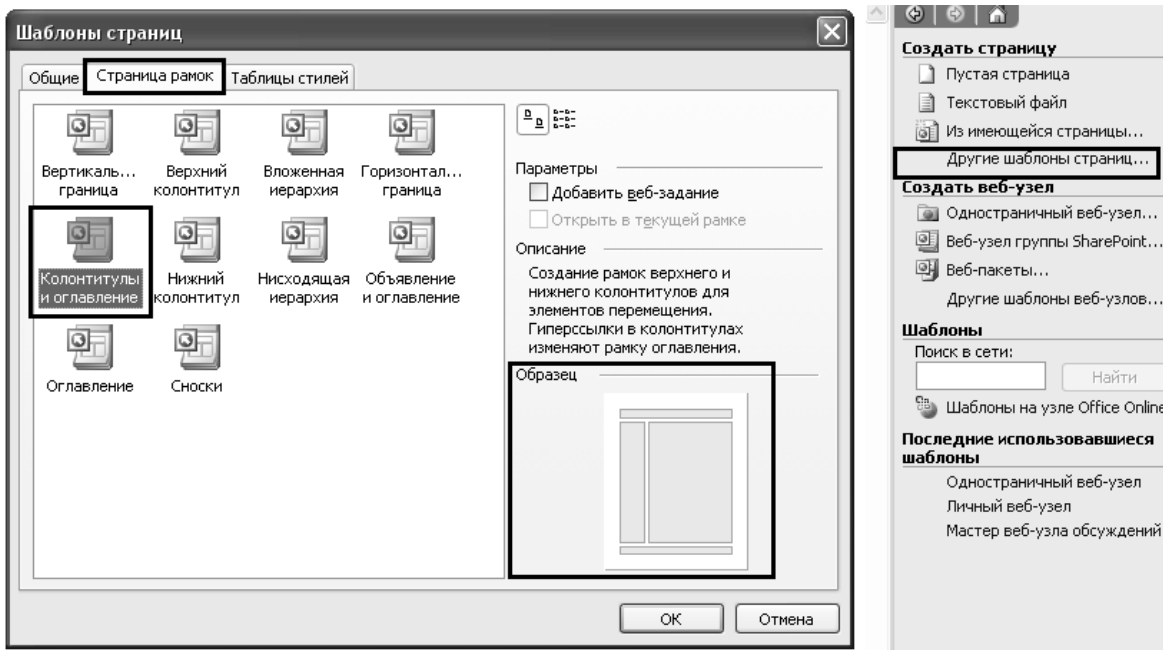 Шаблоны страниц
Общие
Страница рамок
Таблицы стилей
Вертикаль...
граница
Верхний
колонтитул
Вложенная
иерархия
Горизонтал...
граница
Колонтитулы
и оглавление
Нижний
колонтитул
Нисходящая
иерархия
Объявление
и оглавление
Оглавление
Сноски
Параметры
Добавить веб-задание
Открыть в текущей рамке
Описание
Создание рамок верхнего и
нижнего колонтитулов для
элементов перемещения.
Гиперссылки в колонтитулах
изменяют рамку оглавления.
Образец
ОК
Отмена
Создать страницу
Пустая страница
Текстовый файл
Из имеющейся страницы...
Другие шаблоны страниц...
Создать веб-узел
Одностраничный веб-узел...
Веб-узел группы SharePoint...
Веб-пакеты...
Другие шаблоны веб-узлов...
Шаблоны
Поиск в сети:
Найти
Шаблоны на узле Office Online
Последние использовавшиеся
шаблоны
Одностраничный веб-узел
Личный веб-узел
Мастер веб-узла обсуждений